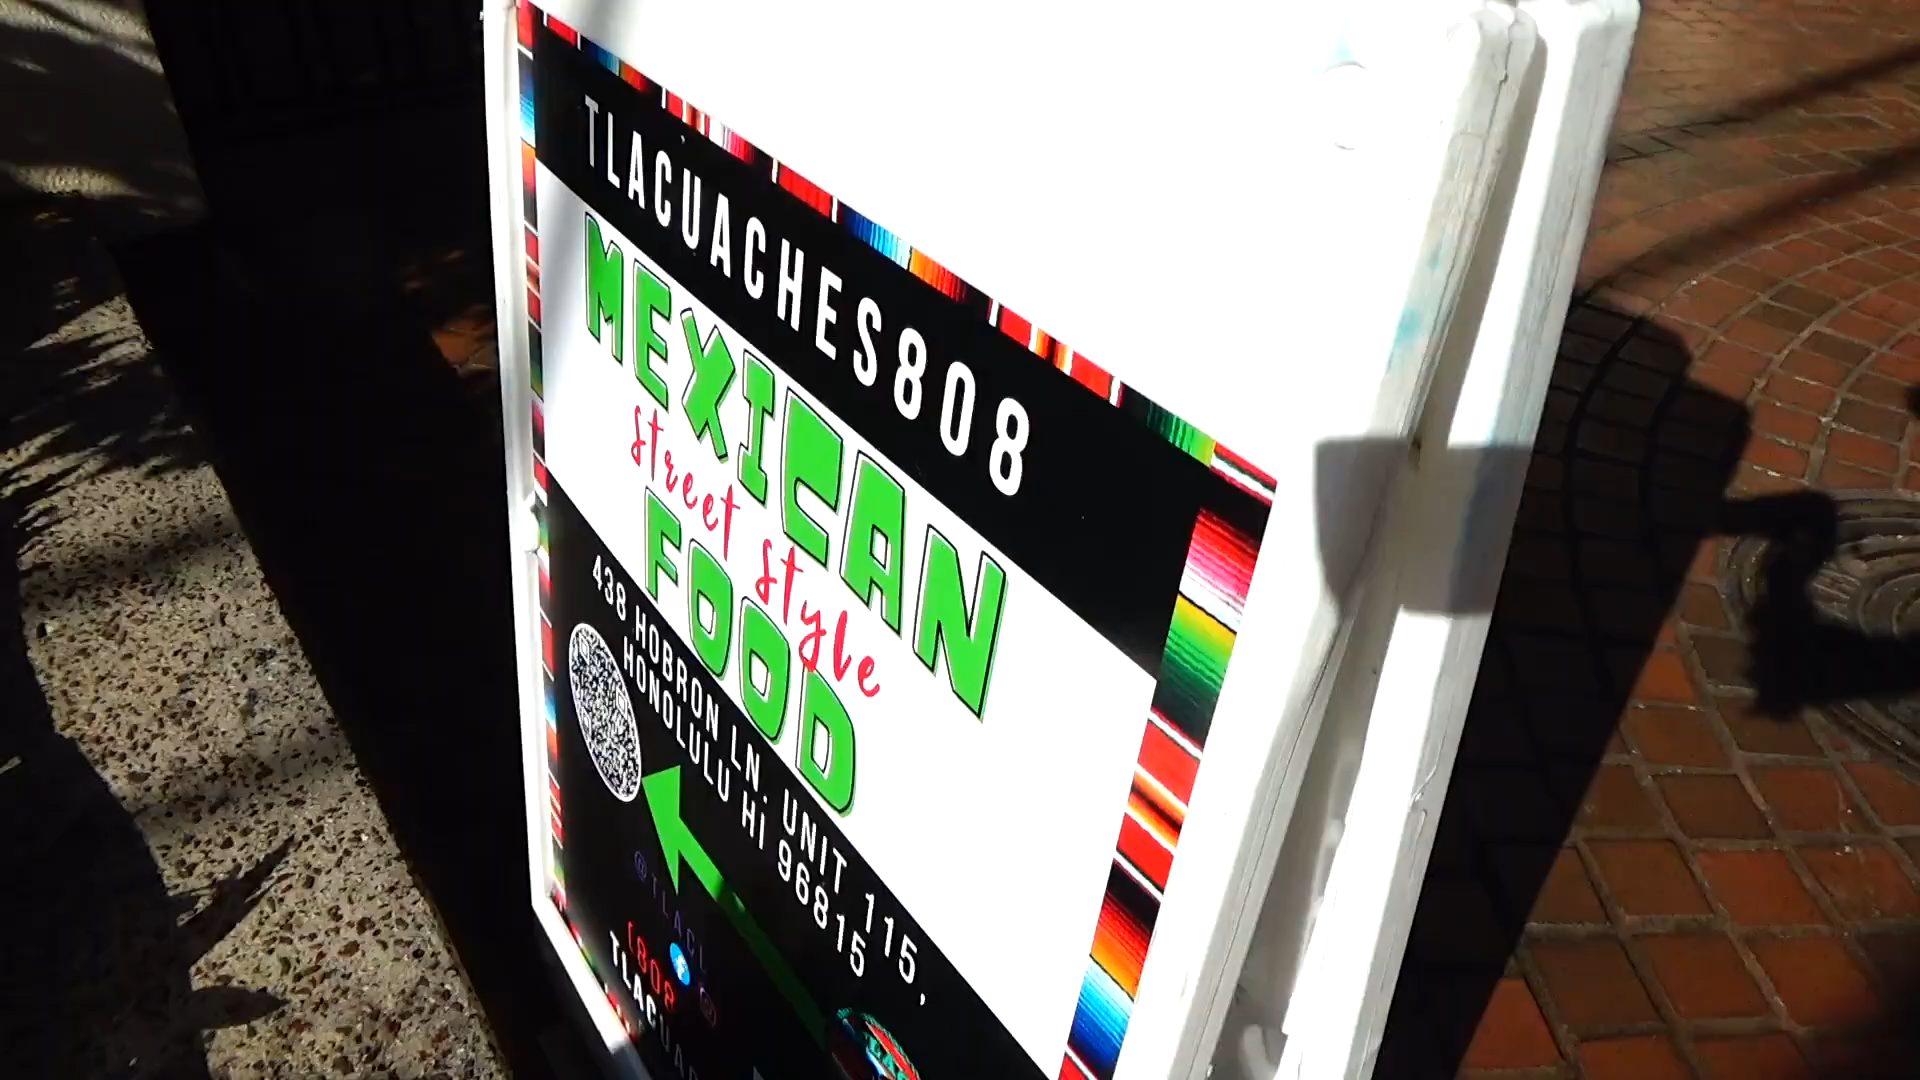 TLACUACHES808
MEXICAN
street style
FOOD
438 HOBRON LN. UNIT 115,
HONOLULU HI 96815